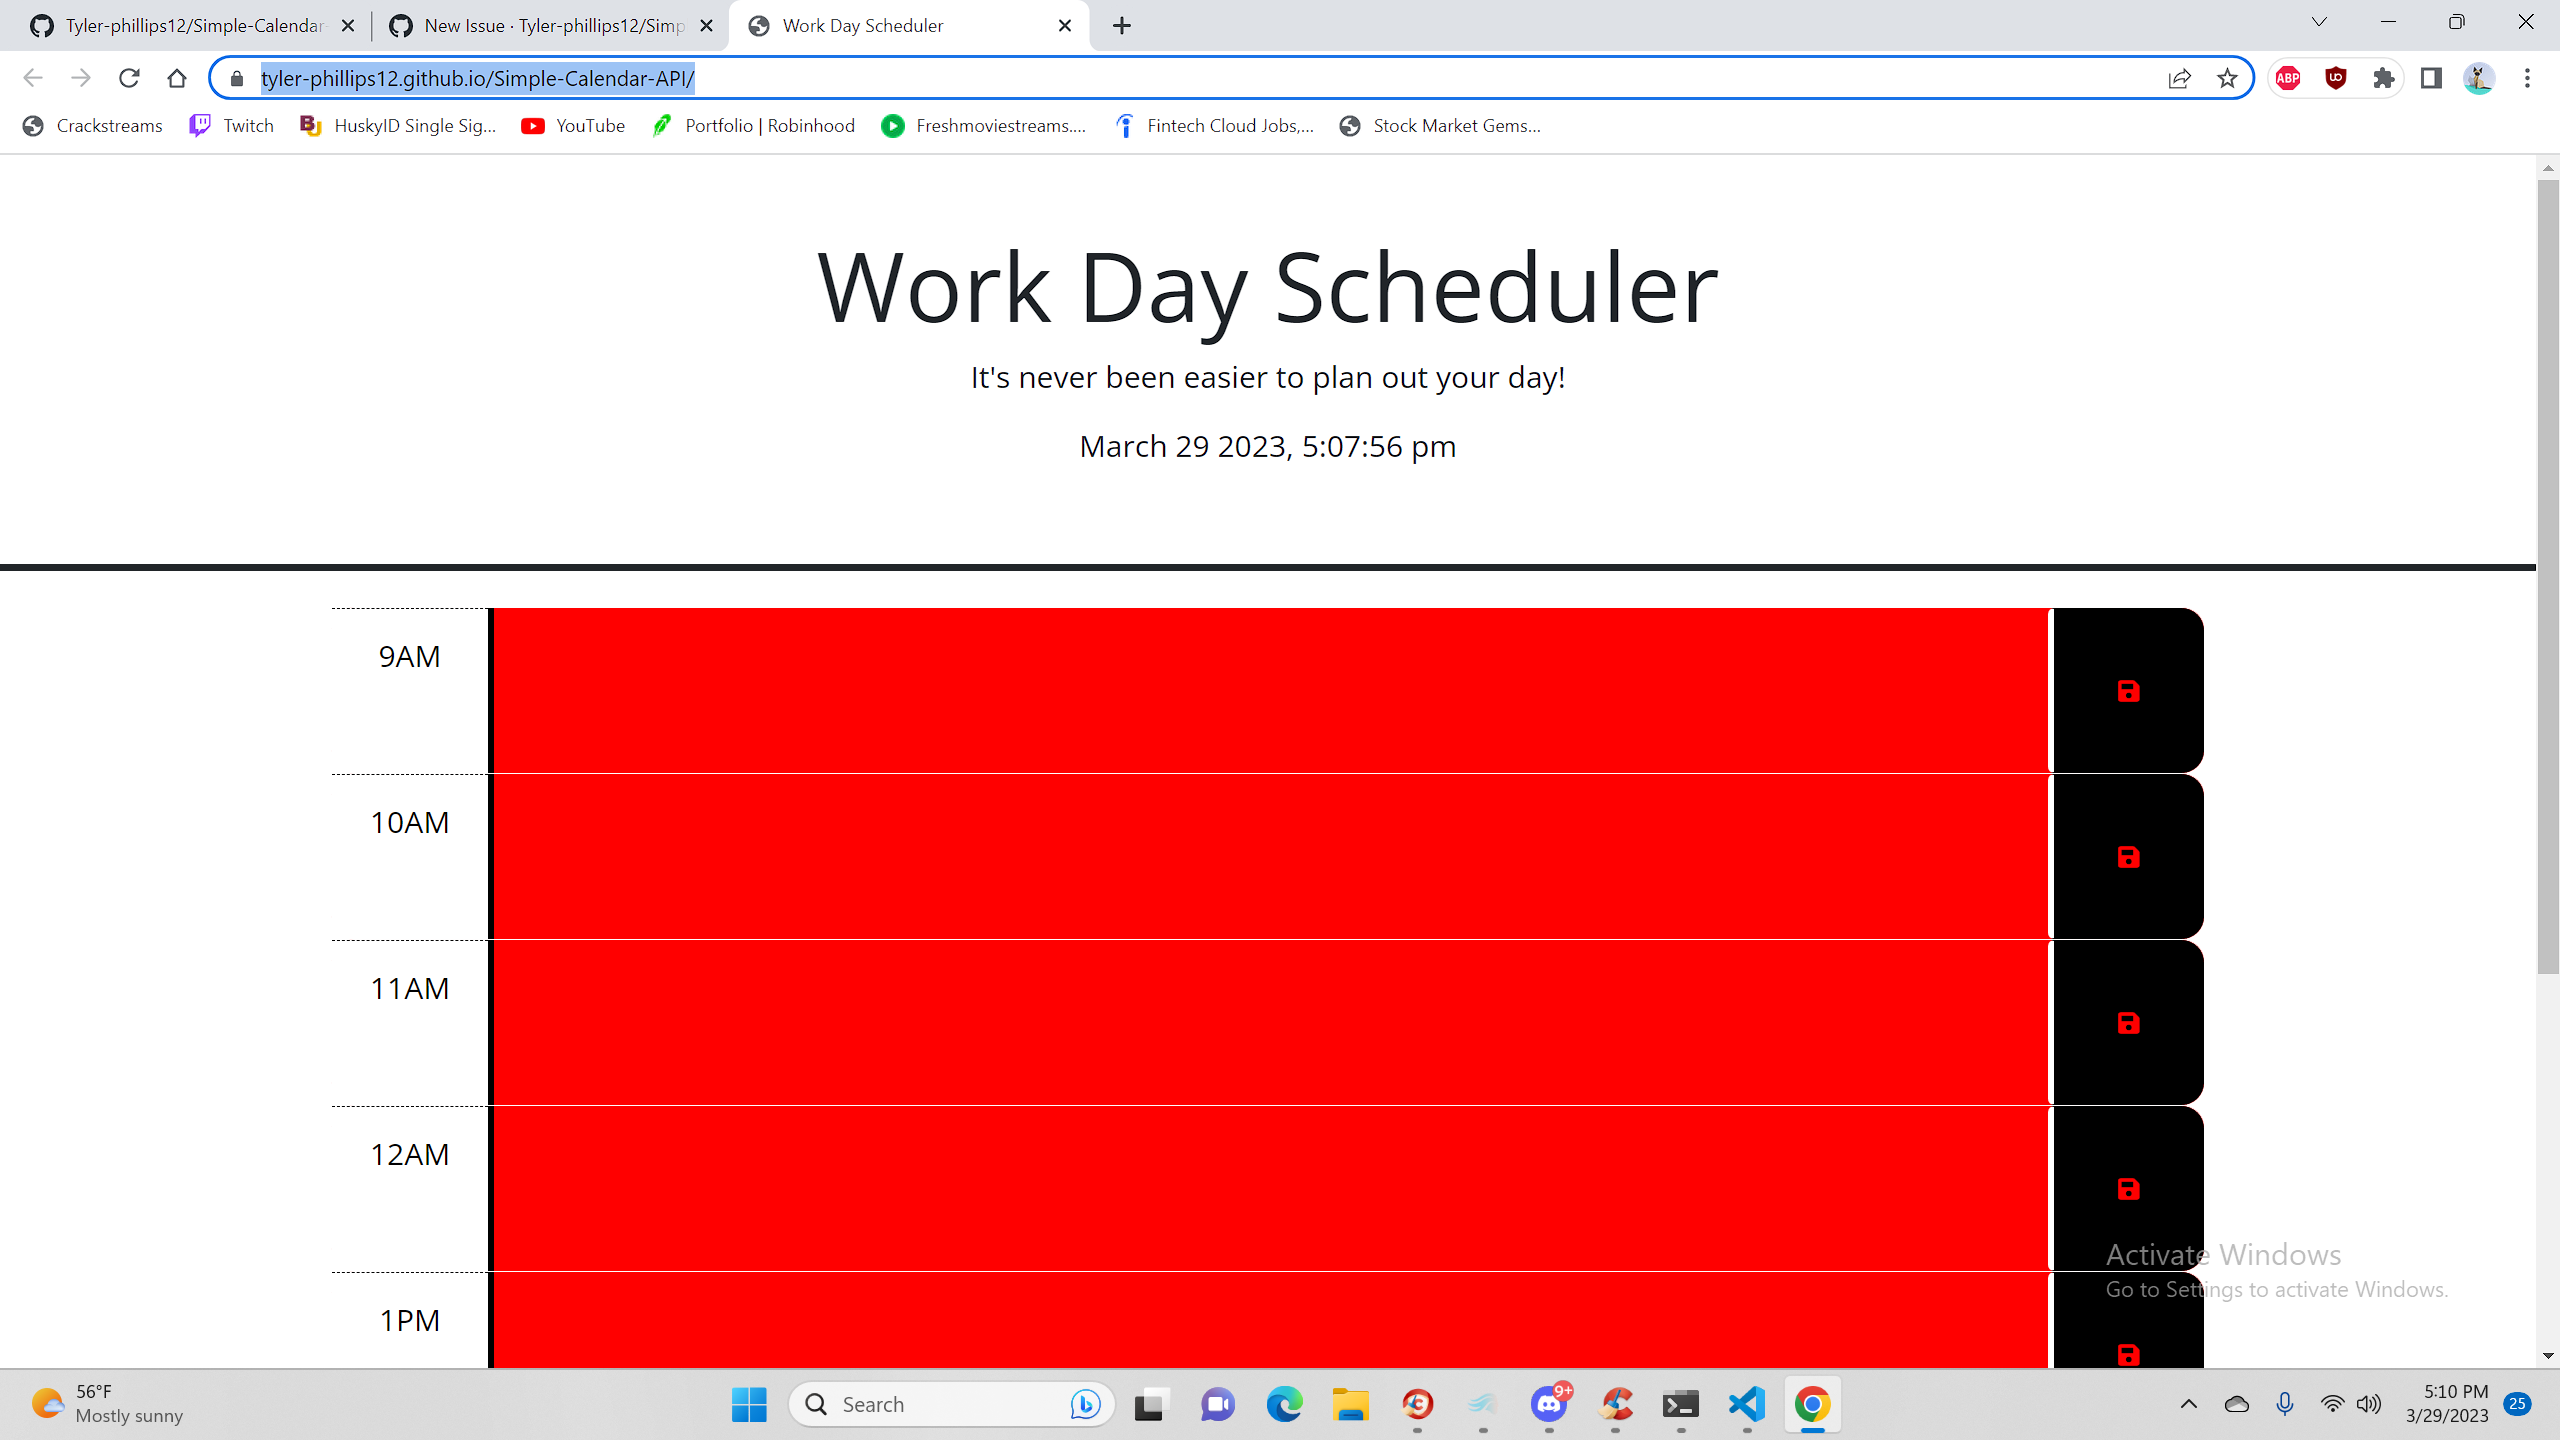 Tyler-phillips12/Simple-Calendar-
New Issue · Tyler-phillips12/Simp
Work Day Scheduler
tyler-phillips12.github.io/Simple-Calendar-API/
ABP
Crackstreams
Twitch
HuskyID Single Sig...
YouTube
Portfolio | Robinhood
Freshmoviestreams....
Fintech Cloud Jobs,...
Stock Market Gems...
Work Day Scheduler
It's never been easier to plan out your day!
March 29 2023, 5:07:56 pm
9AM
10AM
11AM
12AM
1PM
Activate Windows
Go to Settings to activate Windows.
56°F
Mostly sunny
Search
9+
5:10 PM
3/29/2023
25